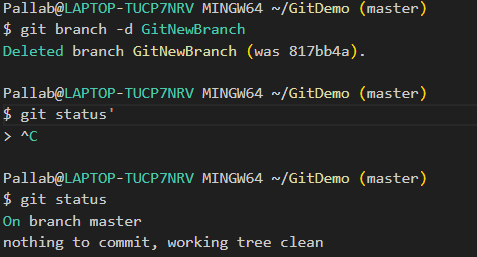 Pallab@LAPTOP-TUCP7NRV MINGW64 ~/GitDemo (master)
$ git branch -d GitNewBranch
Deleted branch GitNewBranch (was 817bb4a).
Pallab@LAPTOP-TUCP7NRV MINGW64 ~/GitDemo (master)
$ git status'
> ^C
Pallab@LAPTOP-TUCP7NRV MINGW64 ~/GitDemo (master)
$ git status
On branch master
nothing to commit, working tree clean